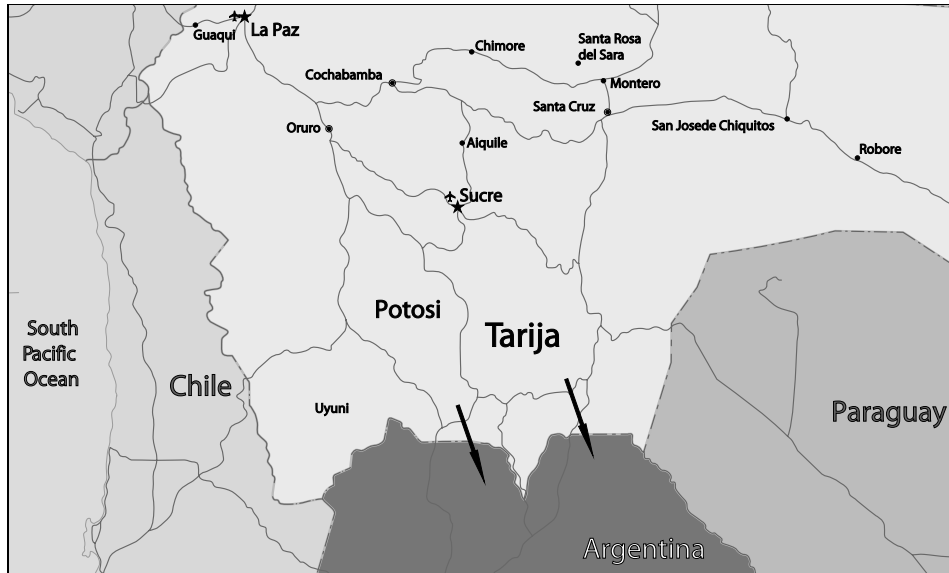 La Paz
Guaqui
Chimore
Santa Rosa
del Sara
Cochabamba
Montero
Santa Cruz
Oruro
San Josede Chiquitos
Aiquile
Robore
Sucre
Potosi
Tarija
South
Pacific
Ocean
Chile
Uyuni
Paraguay
Argentina